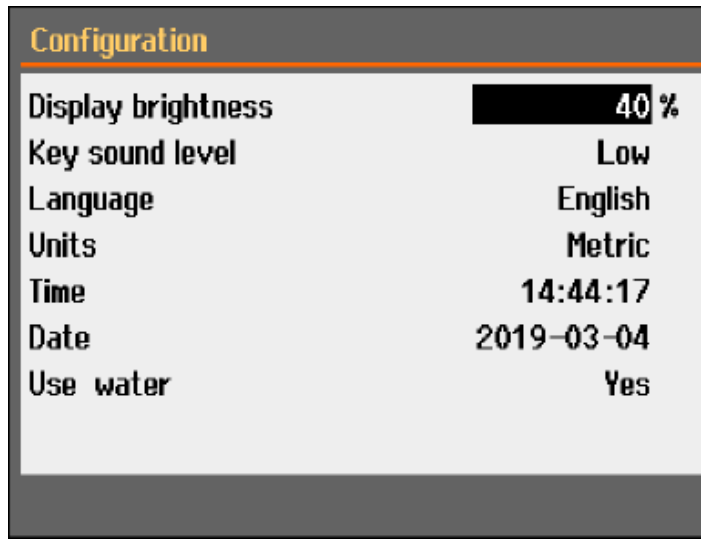 Configuration
Display brightness 40 %
Key sound level Low
Language English
Units Metric
Time 14:44:17
Date 2019-03-04
Use water Yes